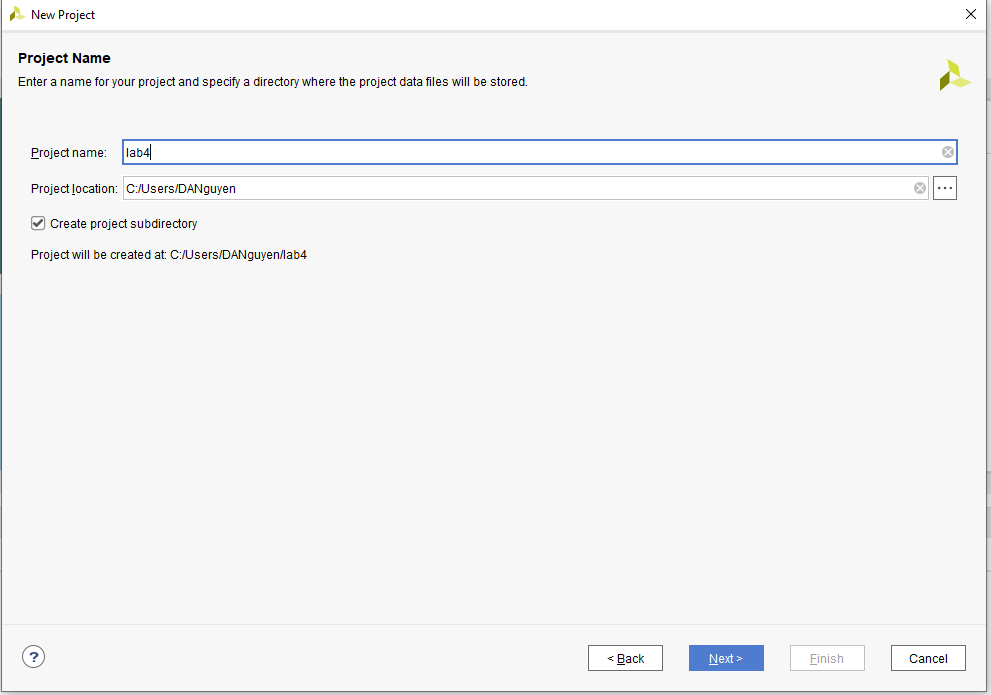 New Project
Project Name
Enter a name for your project and specify a directory where the project data files will be stored.
Project name: lab4
Project location: C:/Users/DANguyen
...
Create project subdirectory
Project will be created at: C:/Users/DANguyen/lab4
?
< Back Next > Finish Cancel